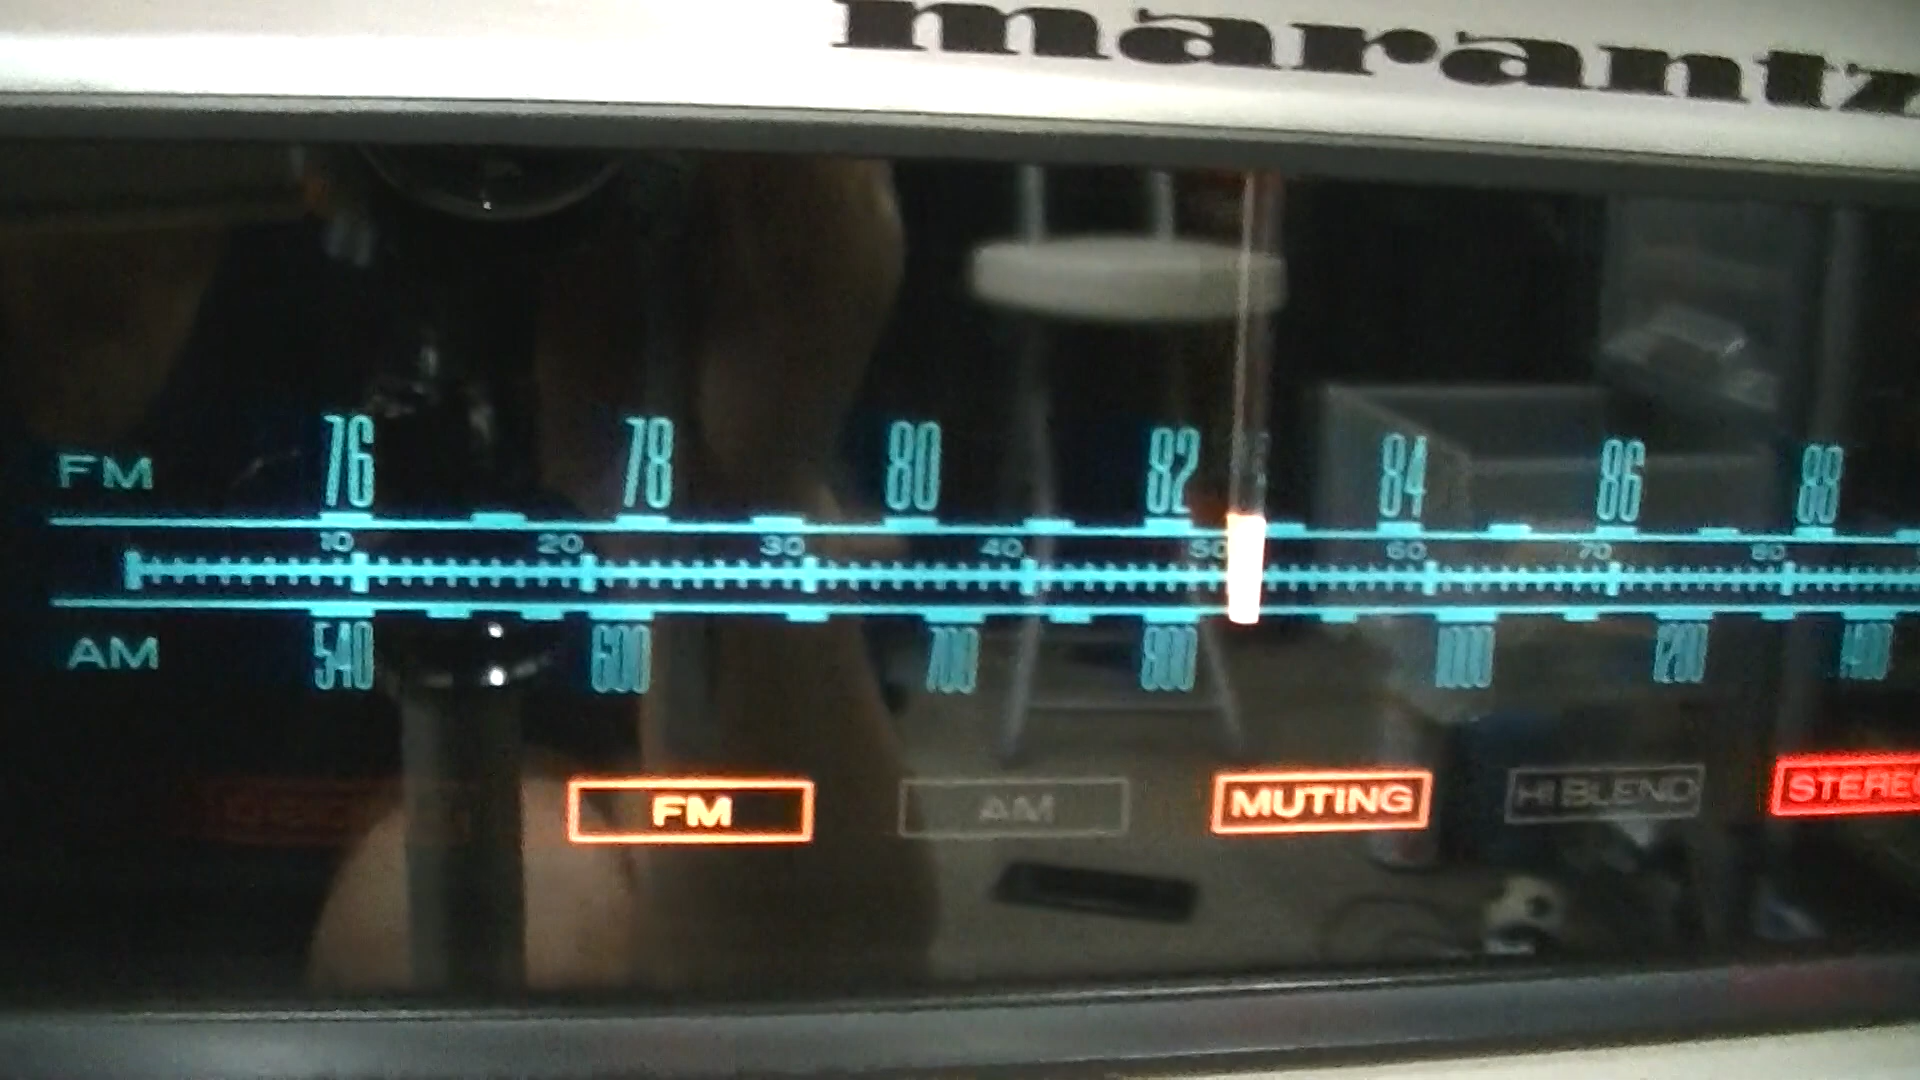 marantz
FM 76 78 80 82 84 86 88
10 20 30 40 50 60 70 80
AM 540 600 700 800 1000 1200 1400
FM AM MUTING HI BLEND STEREO